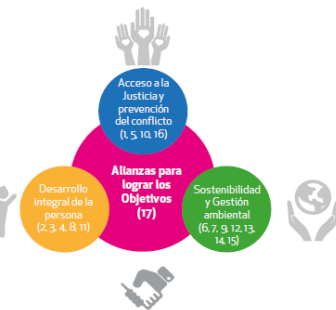 Acceso a la
Justicia y
prevención
del conflicto
(1, 5, 10, 16)
Alianzas para
lograr los
Objetivos
(17)
Desarrollo
integral de la
persona
(2, 3, 4, 8, 11)
Sostenibilidad
y Gestión
ambiental
(6, 7, 9, 12, 13,
14, 15)